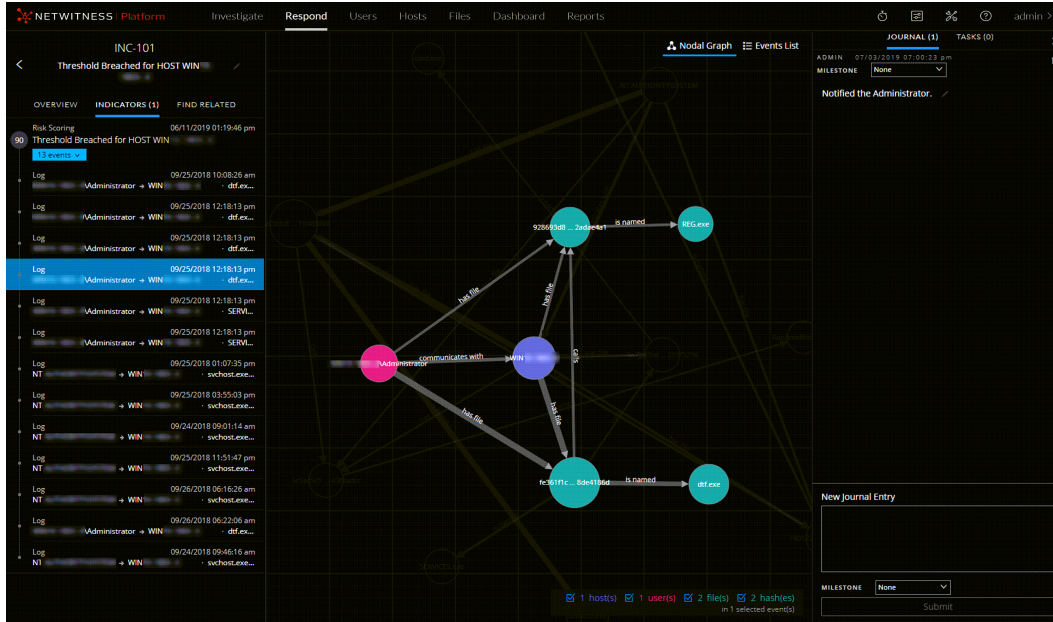 NETWITNESS Platform
Investigate Respond Users Hosts Files Dashboard Reports
admin >
INC-101
Threshold Breached for HOST WIN
OVERVIEW INDICATORS (1) FIND RELATED
Risk Scoring 06/11/2019 01:19:46 pm
90 Threshold Breached for HOST WIN
13 events
Log 09/25/2018 10:08:26 am
\Administrator → WIN · dtf.ex...
Log 09/25/2018 12:18:13 pm
\Administrator → WIN · dtf.ex...
Log 09/25/2018 12:18:13 pm
\Administrator → WIN · dtf.ex...
Log 09/25/2018 12:18:13 pm
\Administrator → WIN · dtf.ex...
Log 09/25/2018 12:18:13 pm
\Administrator → WIN · SERVI...
Log 09/25/2018 12:18:13 pm
\Administrator → WIN · SERVI...
Log 09/25/2018 01:07:35 pm
NT → WIN · svchost.exe...
Log 09/25/2018 03:55:03 pm
NT → WIN · svchost.exe...
Log 09/24/2018 09:01:14 am
NT → WIN · svchost.exe...
Log 09/25/2018 11:51:47 pm
NT → WIN · svchost.exe...
Log 09/26/2018 06:16:26 am
NT → WIN · svchost.exe...
Log 09/26/2018 06:22:06 am
\Administrator → WIN · dtf.ex...
Log 09/24/2018 09:46:16 am
NT → WIN · svchost.exe...
Nodal Graph Events List
928693d8 ... 2adae4a1
is named
REG.exe
has file
has file
calls
\Administrator
communicates with
WIN
has file
has file
fe361f1c ... 8de4186d
is named
dtf.exe
1 host(s) 1 user(s) 2 file(s) 2 hash(es)
in 1 selected event(s)
JOURNAL (1) TASKS (0)
ADMIN 07/03/2019 07:00:23 pm
MILESTONE None
Notified the Administrator.
New Journal Entry
MILESTONE None
Submit